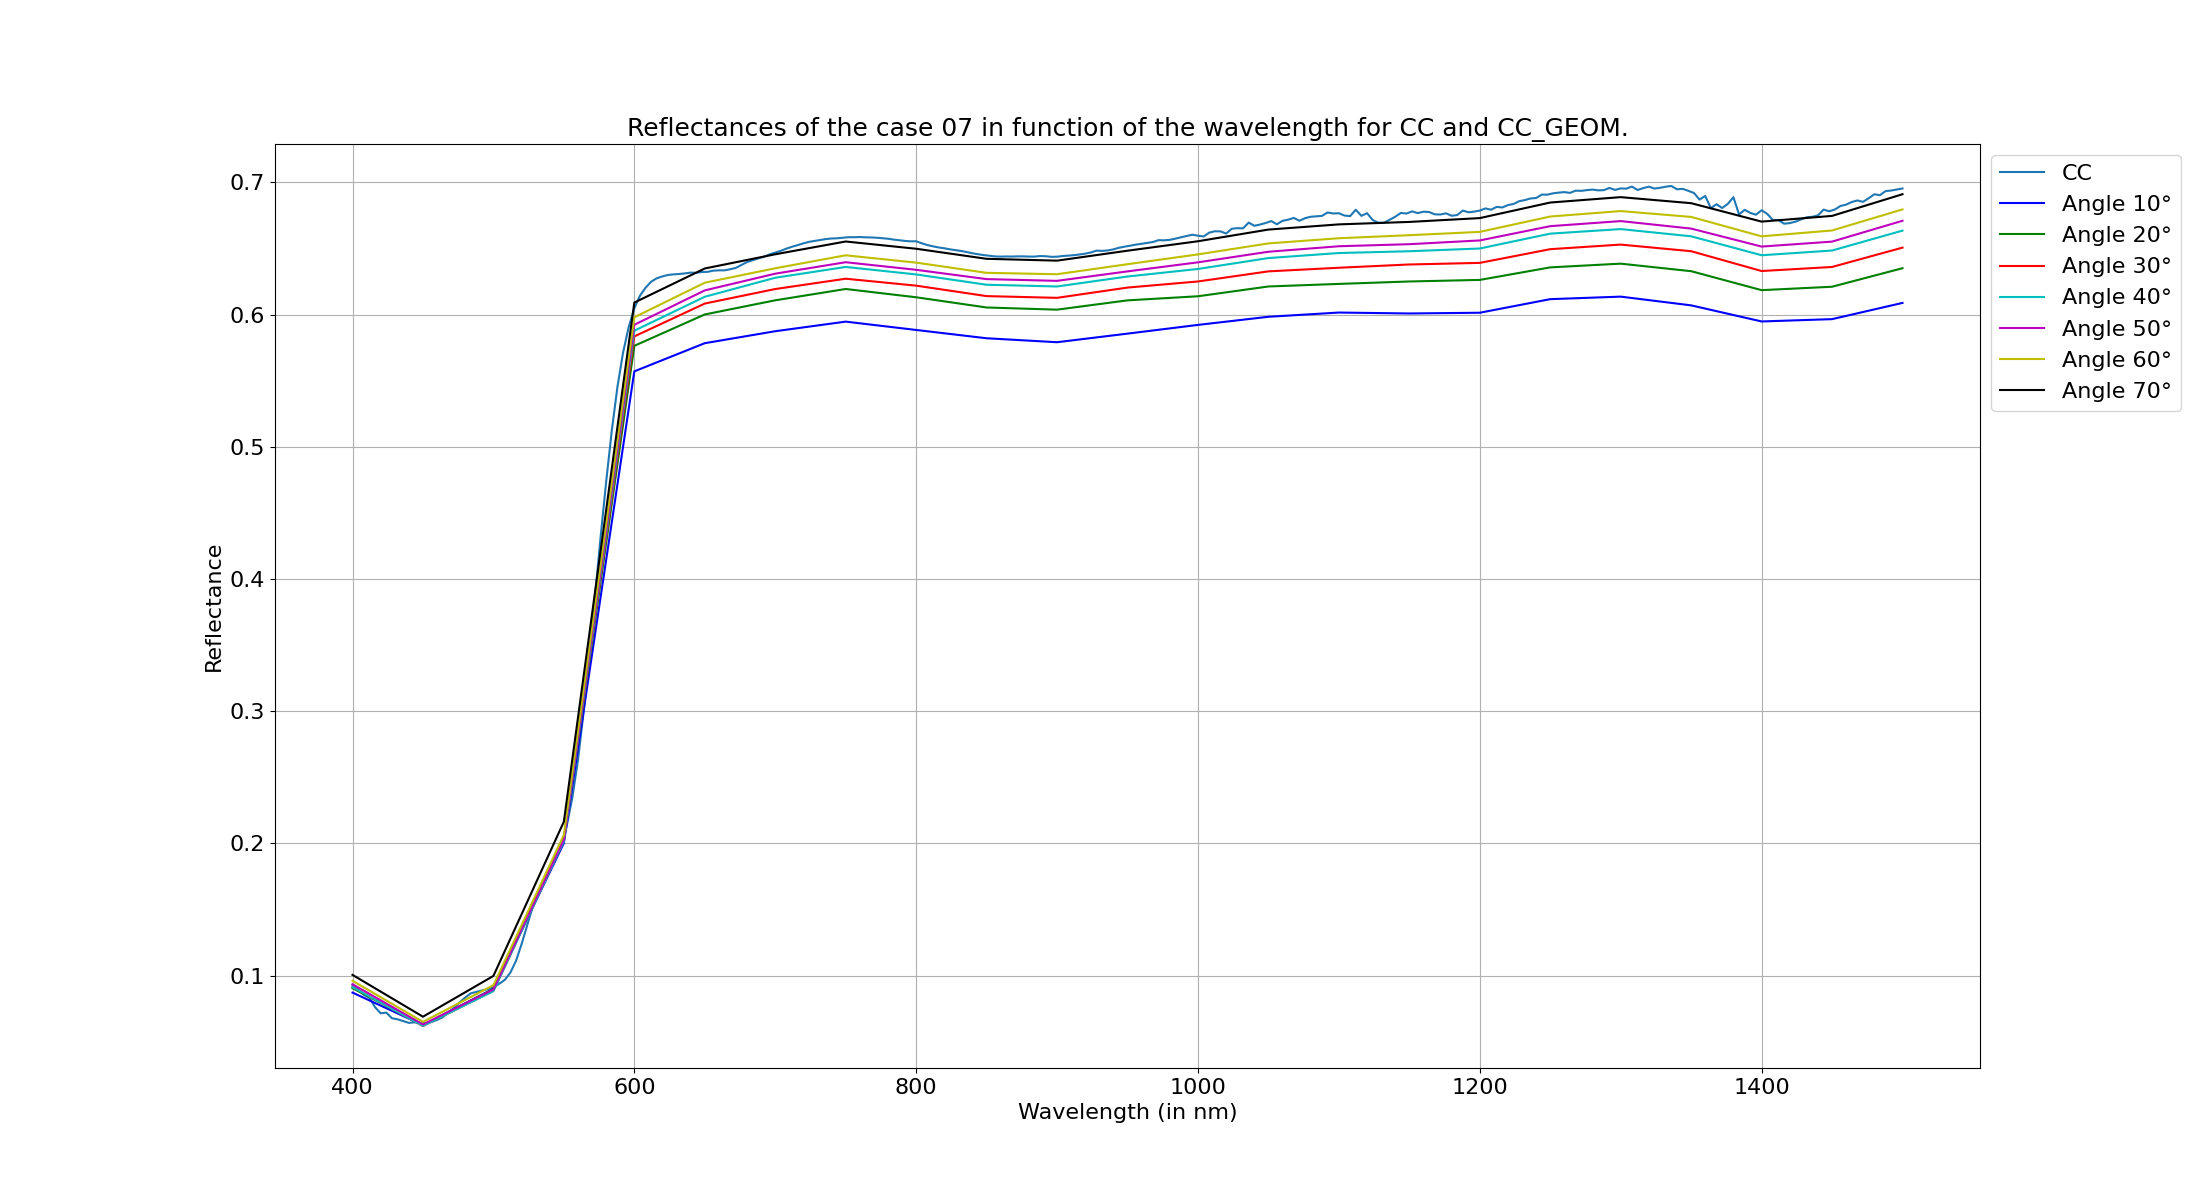 Reflectances of the case 07 in function of the wavelength for CC and CC_GEOM.
0.7
0.6
0.5
0.4
0.3
0.2
0.1
Reflectance
400 600 800 1000 1200 1400
Wavelength (in nm)
CC
Angle 10°
Angle 20°
Angle 30°
Angle 40°
Angle 50°
Angle 60°
Angle 70°